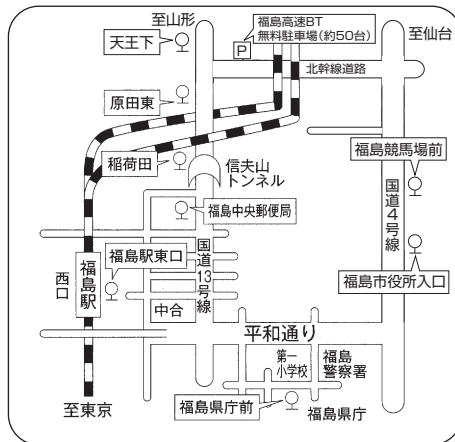 至山形
福島高速BT
無料駐車場(約50台)
至仙台
天王下
P
北幹線道路
原田東
稲荷田
信夫山
トンネル
福島競馬場前
福島中央郵便局
国道4号線
国道13号線
福島駅東口
西口
福島駅
福島市役所入口
中合
平和通り
第一
小学校
福島
警察署
至東京
福島県庁前
福島県庁